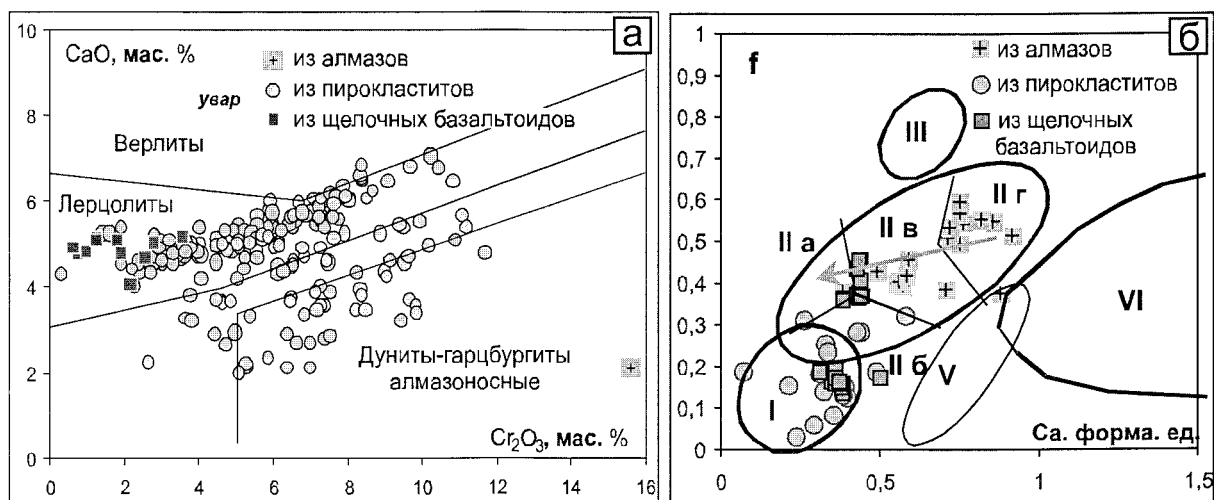 а
CaO, мас. %
из алмазов
из пирокластитов
из щелочных базальтоидов
увар
Верлиты
Лерцолиты
Дуниты-гарцбургиты
алмазоносные
Cr₂O₃, мас. %
10
8
6
4
2
0
0 2 4 6 8 10 12 14 16
б
f
из алмазов
из пирокластитов
из щелочных
базальтоидов
III
II г
II в
II а
VI
II б
V
I
Ca. форма. ед.
1
0,9
0,8
0,7
0,6
0,5
0,4
0,3
0,2
0,1
0
0 0,5 1 1,5